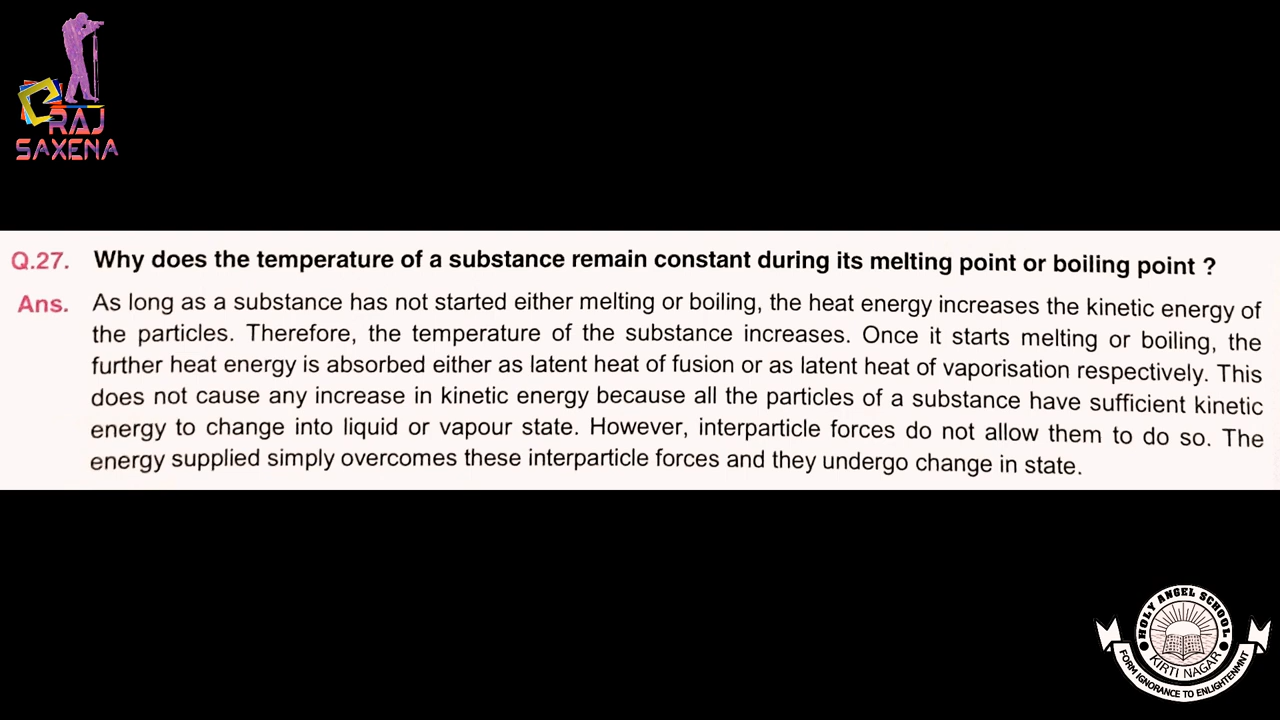 RAJ
SAXENA
Q.27. Why does the temperature of a substance remain constant during its melting point or boiling point ?
Ans. As long as a substance has not started either melting or boiling, the heat energy increases the kinetic energy of
the particles. Therefore, the temperature of the substance increases. Once it starts melting or boiling, the
further heat energy is absorbed either as latent heat of fusion or as latent heat of vaporisation respectively. This
does not cause any increase in kinetic energy because all the particles of a substance have sufficient kinetic
energy to change into liquid or vapour state. However, interparticle forces do not allow them to do so. The
energy supplied simply overcomes these interparticle forces and they undergo change in state.
HOLY ANGEL SCHOOL
KIRTI NAGAR
FORM IGNORANCE TO ENLIGHTENMNT